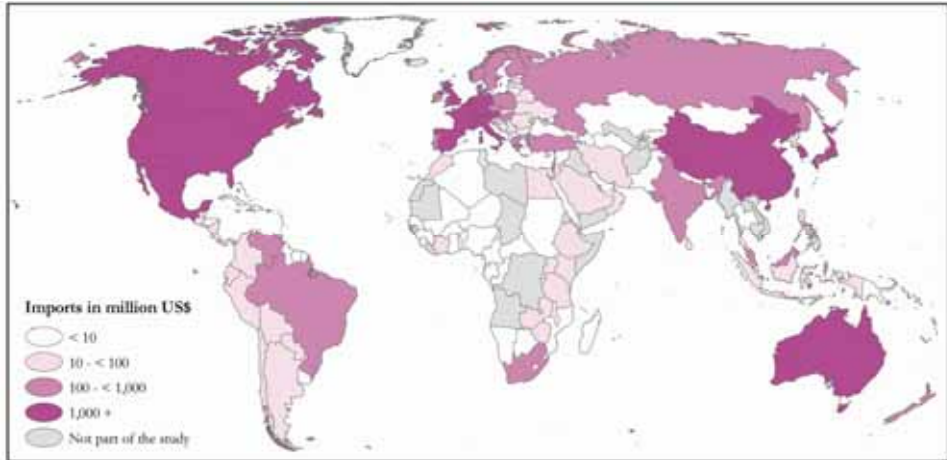 Imports in million US$
< 10
10 - < 100
100 - < 1,000
1,000 +
Not part of the study